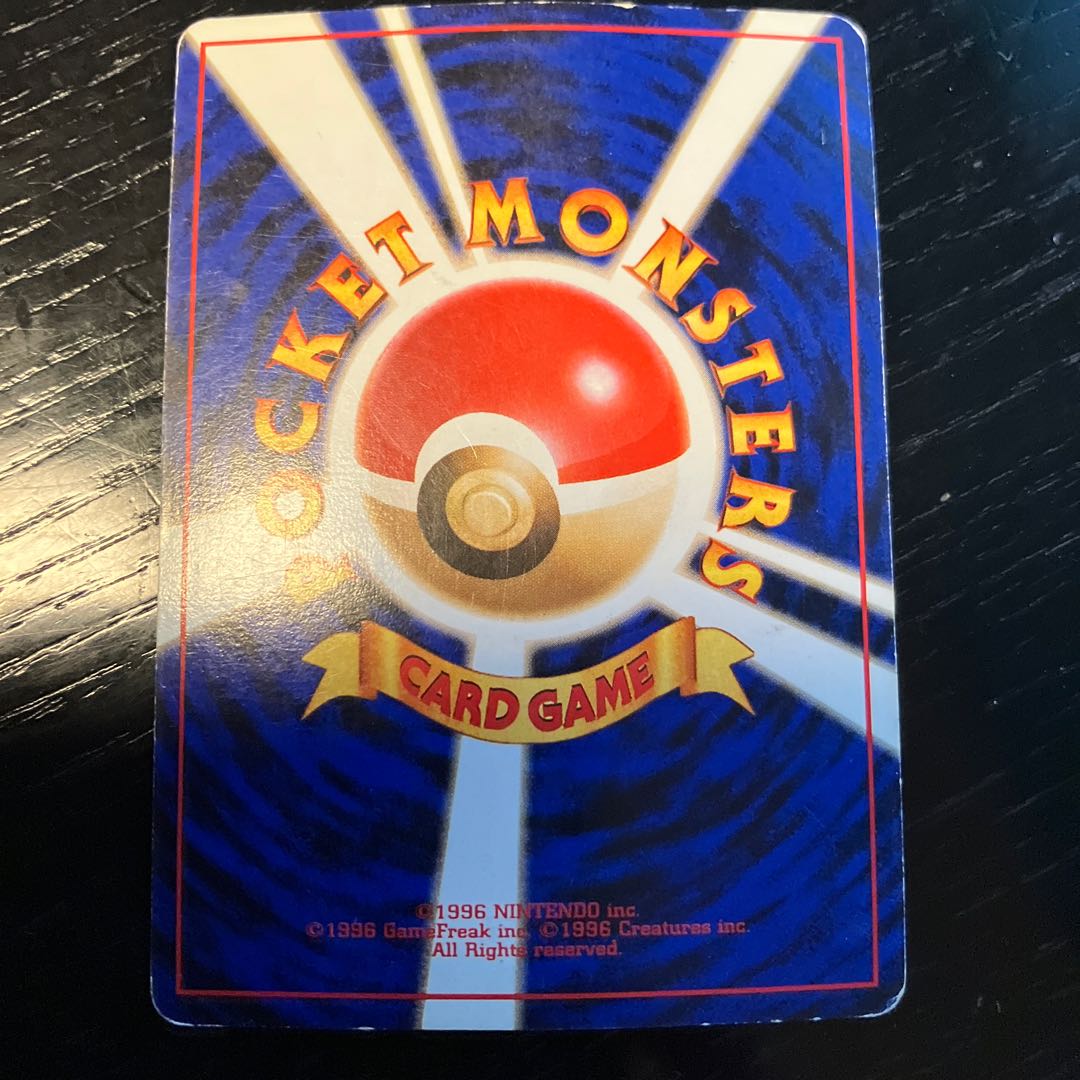 POCKET MONSTERS
CARD GAME
©1996 NINTENDO inc.
©1996 GameFreak inc. ©1996 Creatures inc.
All Rights reserved.